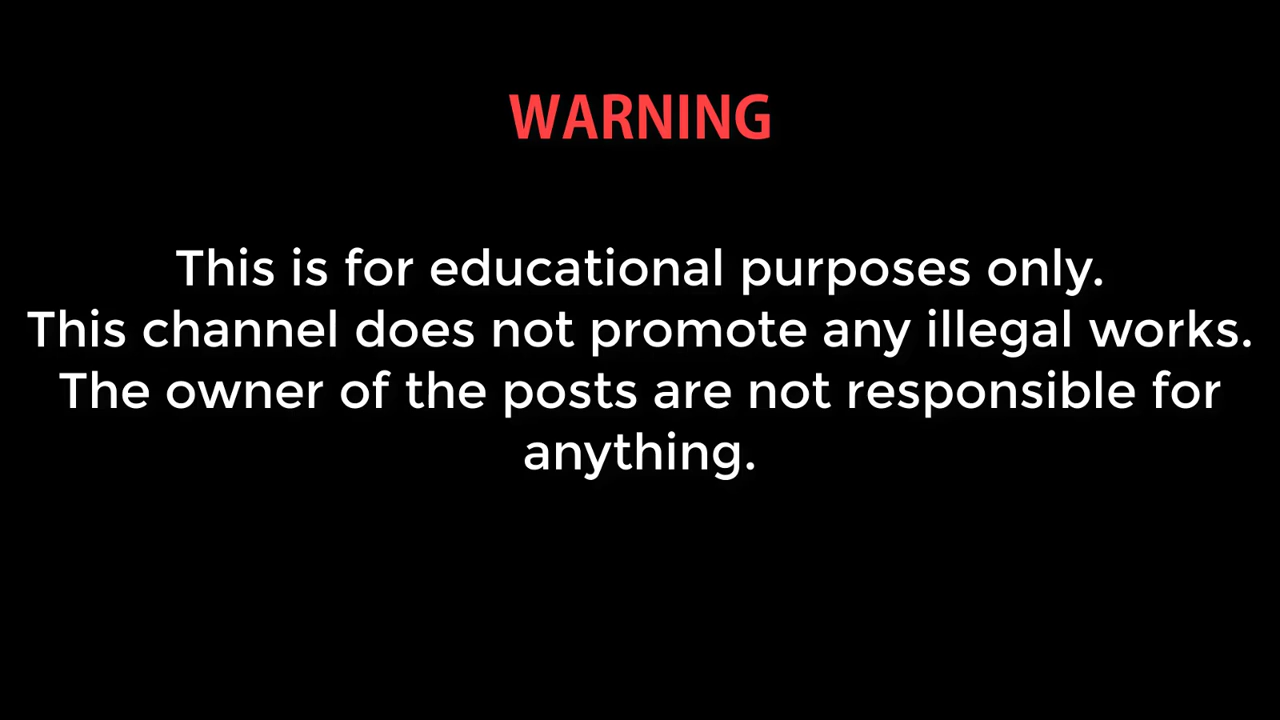 WARNING
This is for educational purposes only.
This channel does not promote any illegal works.
The owner of the posts are not responsible for
anything.